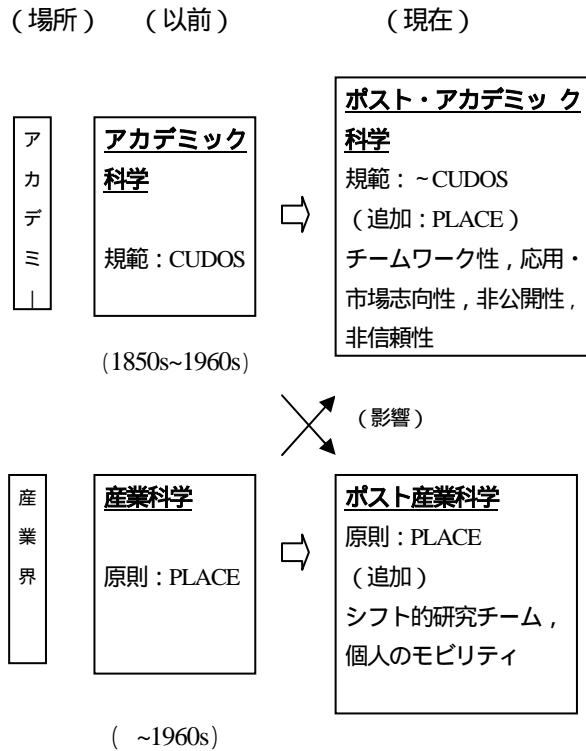 （場所） （以前） （現在）
アカデミー
アカデミック
科学
規範：CUDOS
(1850s~1960s)
ポスト・アカデミック
科学
規範：~CUDOS
（追加：PLACE）
チームワーク性，応用・
市場志向性，非公開性，
非信頼性
（影響）
産業界
産業科学
原則：PLACE
( ~1960s)
ポスト産業科学
原則：PLACE
（追加）
シフト的研究チーム，
個人のモビリティ